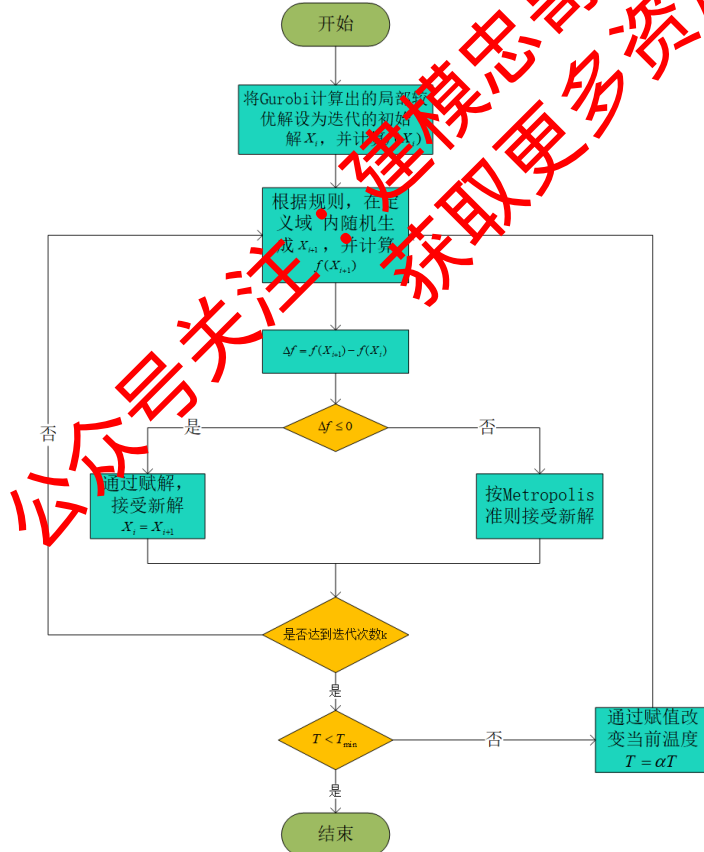 开始
将Gurobi计算出的局部较
优解设为迭代的初始
解 X_i, 并计算f(X_i)
根据规则，在定
义域 内随机生
成 X_{i+1} ，并计算
f(X_{i+1})
Δf = f(X_{i+1}) − f(X_i)
Δf ≤ 0
是
否
否
通过赋解，
接受新解
X_i = X_{i+1}
按Metropolis
准则接受新解
是否达到迭代次数k
是
T < T_min
否
通过赋值改
变当前温度
T = αT
是
结束
公众号关注：建模忠哥
获取更多资